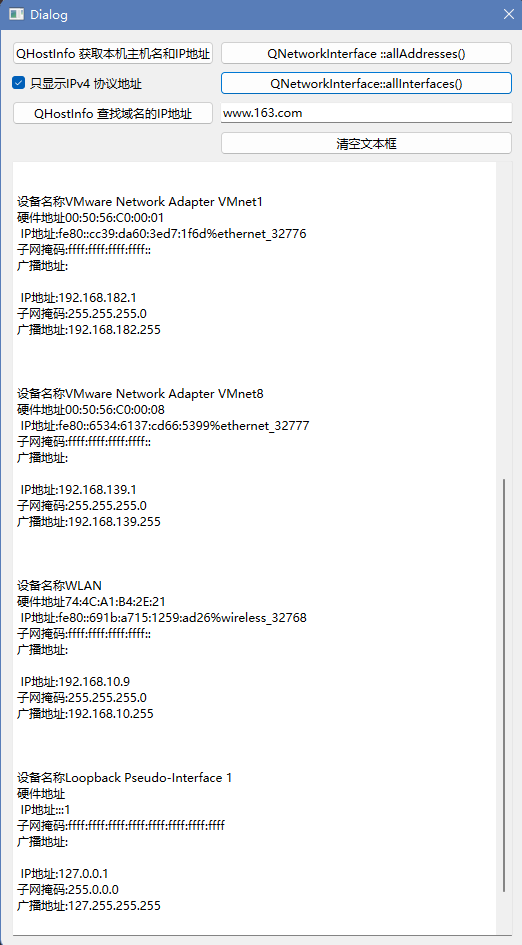 Dialog
QHostInfo 获取本机主机名和IP地址
QNetworkInterface ::allAddresses()
只显示IPv4 协议地址
QNetworkInterface::allInterfaces()
QHostInfo 查找域名的IP地址
www.163.com
清空文本框
设备名称VMware Network Adapter VMnet1
硬件地址00:50:56:C0:00:01
IP地址:fe80::cc39:da60:3ed7:1f6d%ethernet_32776
子网掩码:ffff:ffff:ffff:ffff::
广播地址:
IP地址:192.168.182.1
子网掩码:255.255.255.0
广播地址:192.168.182.255
设备名称VMware Network Adapter VMnet8
硬件地址00:50:56:C0:00:08
IP地址:fe80::6534:6137:cd66:5399%ethernet_32777
子网掩码:ffff:ffff:ffff:ffff::
广播地址:
IP地址:192.168.139.1
子网掩码:255.255.255.0
广播地址:192.168.139.255
设备名称WLAN
硬件地址74:4C:A1:B4:2E:21
IP地址:fe80::691b:a715:1259:ad26%wireless_32768
子网掩码:ffff:ffff:ffff:ffff::
广播地址:
IP地址:192.168.10.9
子网掩码:255.255.255.0
广播地址:192.168.10.255
设备名称Loopback Pseudo-Interface 1
硬件地址
IP地址:::1
子网掩码:ffff:ffff:ffff:ffff:ffff:ffff:ffff:ffff
广播地址:
IP地址:127.0.0.1
子网掩码:255.0.0.0
广播地址:127.255.255.255